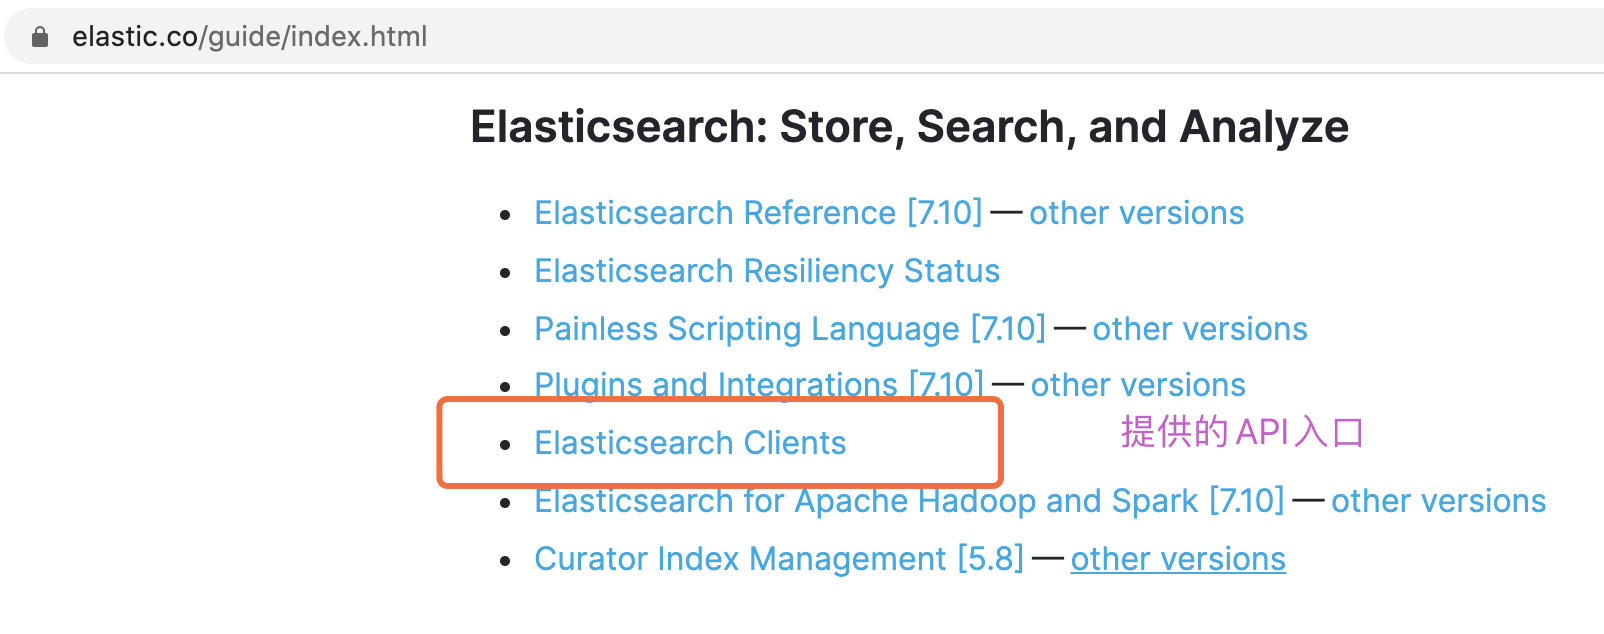 elastic.co/guide/index.html
Elasticsearch: Store, Search, and Analyze
• Elasticsearch Reference [7.10] — other versions
• Elasticsearch Resiliency Status
• Painless Scripting Language [7.10] — other versions
• Plugins and Integrations [7.10] — other versions
• Elasticsearch Clients
提供的API入口
• Elasticsearch for Apache Hadoop and Spark [7.10] — other versions
• Curator Index Management [5.8] — other versions